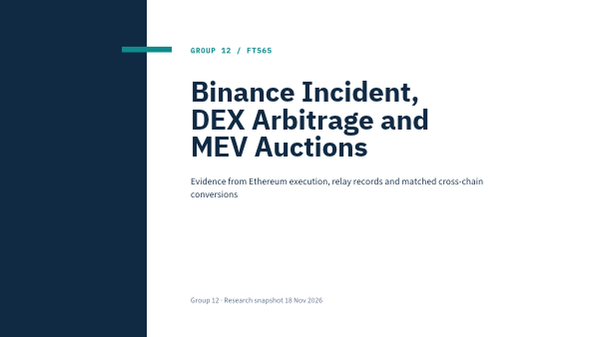 GROUP 12 / FT565
Binance Incident,
DEX Arbitrage and
MEV Auctions
Evidence from Ethereum execution, relay records and matched cross-chain
conversions
Group 12 · Research snapshot 18 Nov 2026